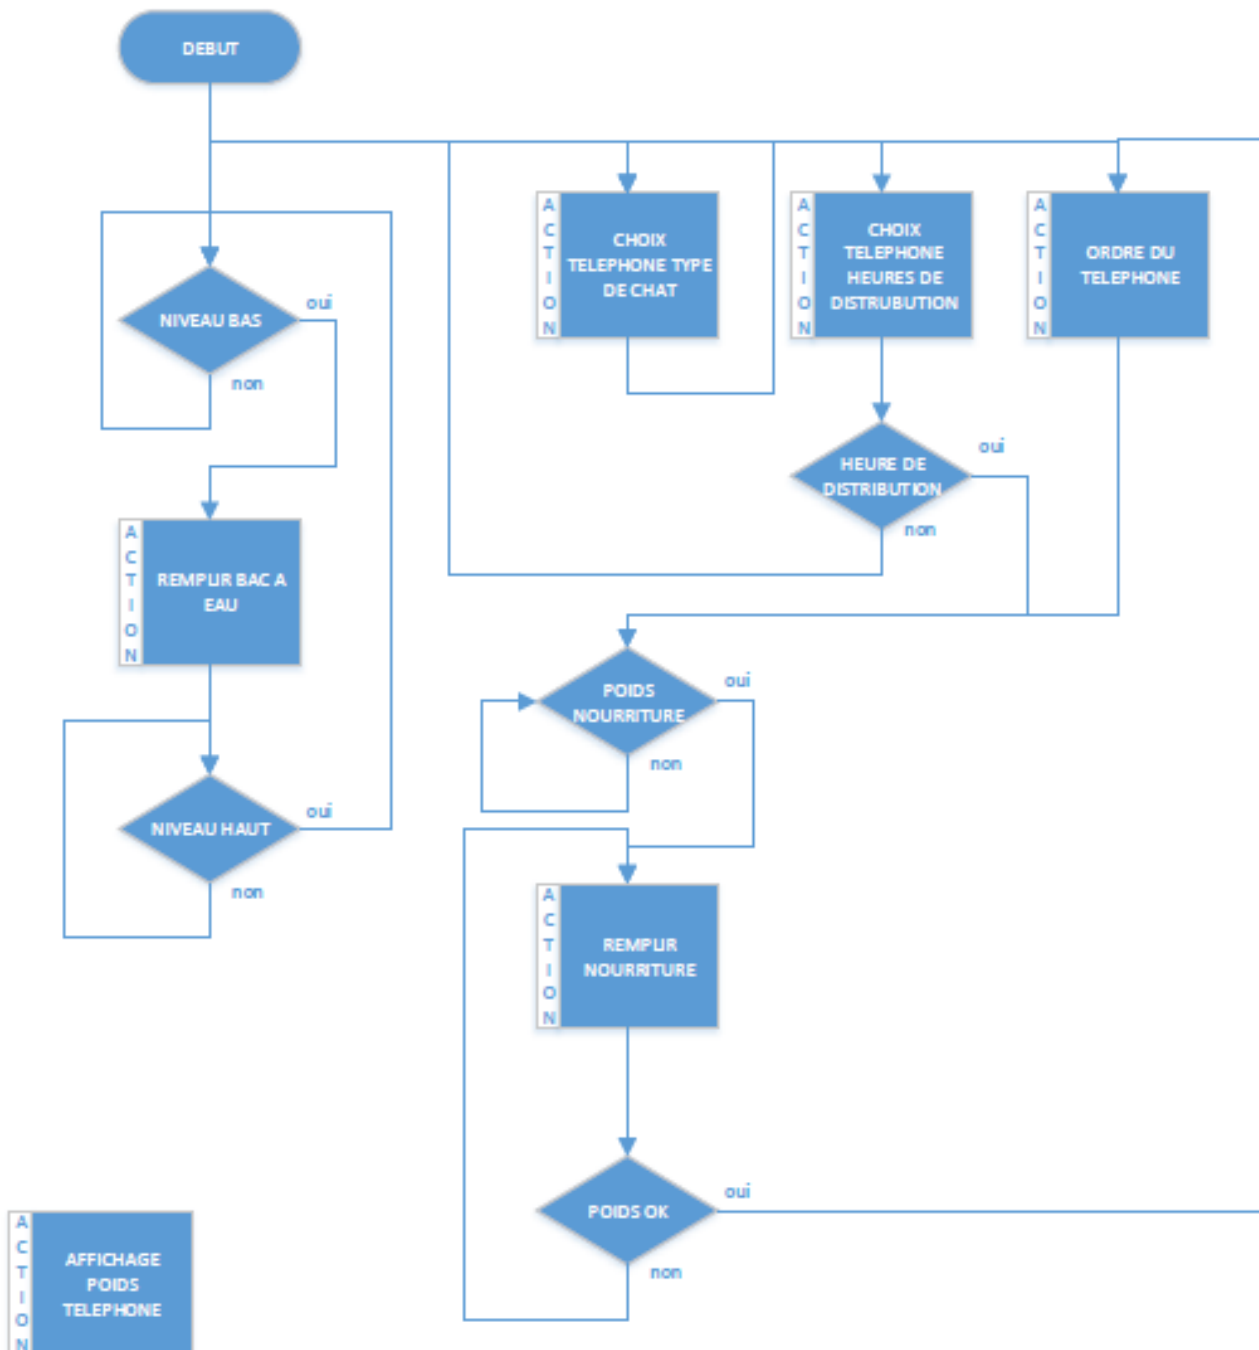 DEBUT
ACTION
CHOIX
TELEPHONE TYPE
DE CHAT
ACTION
CHOIX
TELEPHONE
HEURES DE
DISTRUBUTION
ACTION
ORDRE DU
TELEPHONE
NIVEAU BAS
oui
non
HEURE DE
DISTRIBUTION
oui
non
ACTION
REMPLIR BAC A
EAU
POIDS
NOURRITURE
oui
non
NIVEAU HAUT
oui
non
ACTION
REMPLIR
NOURRITURE
POIDS OK
oui
non
ACTION
AFFICHAGE
POIDS
TELEPHONE